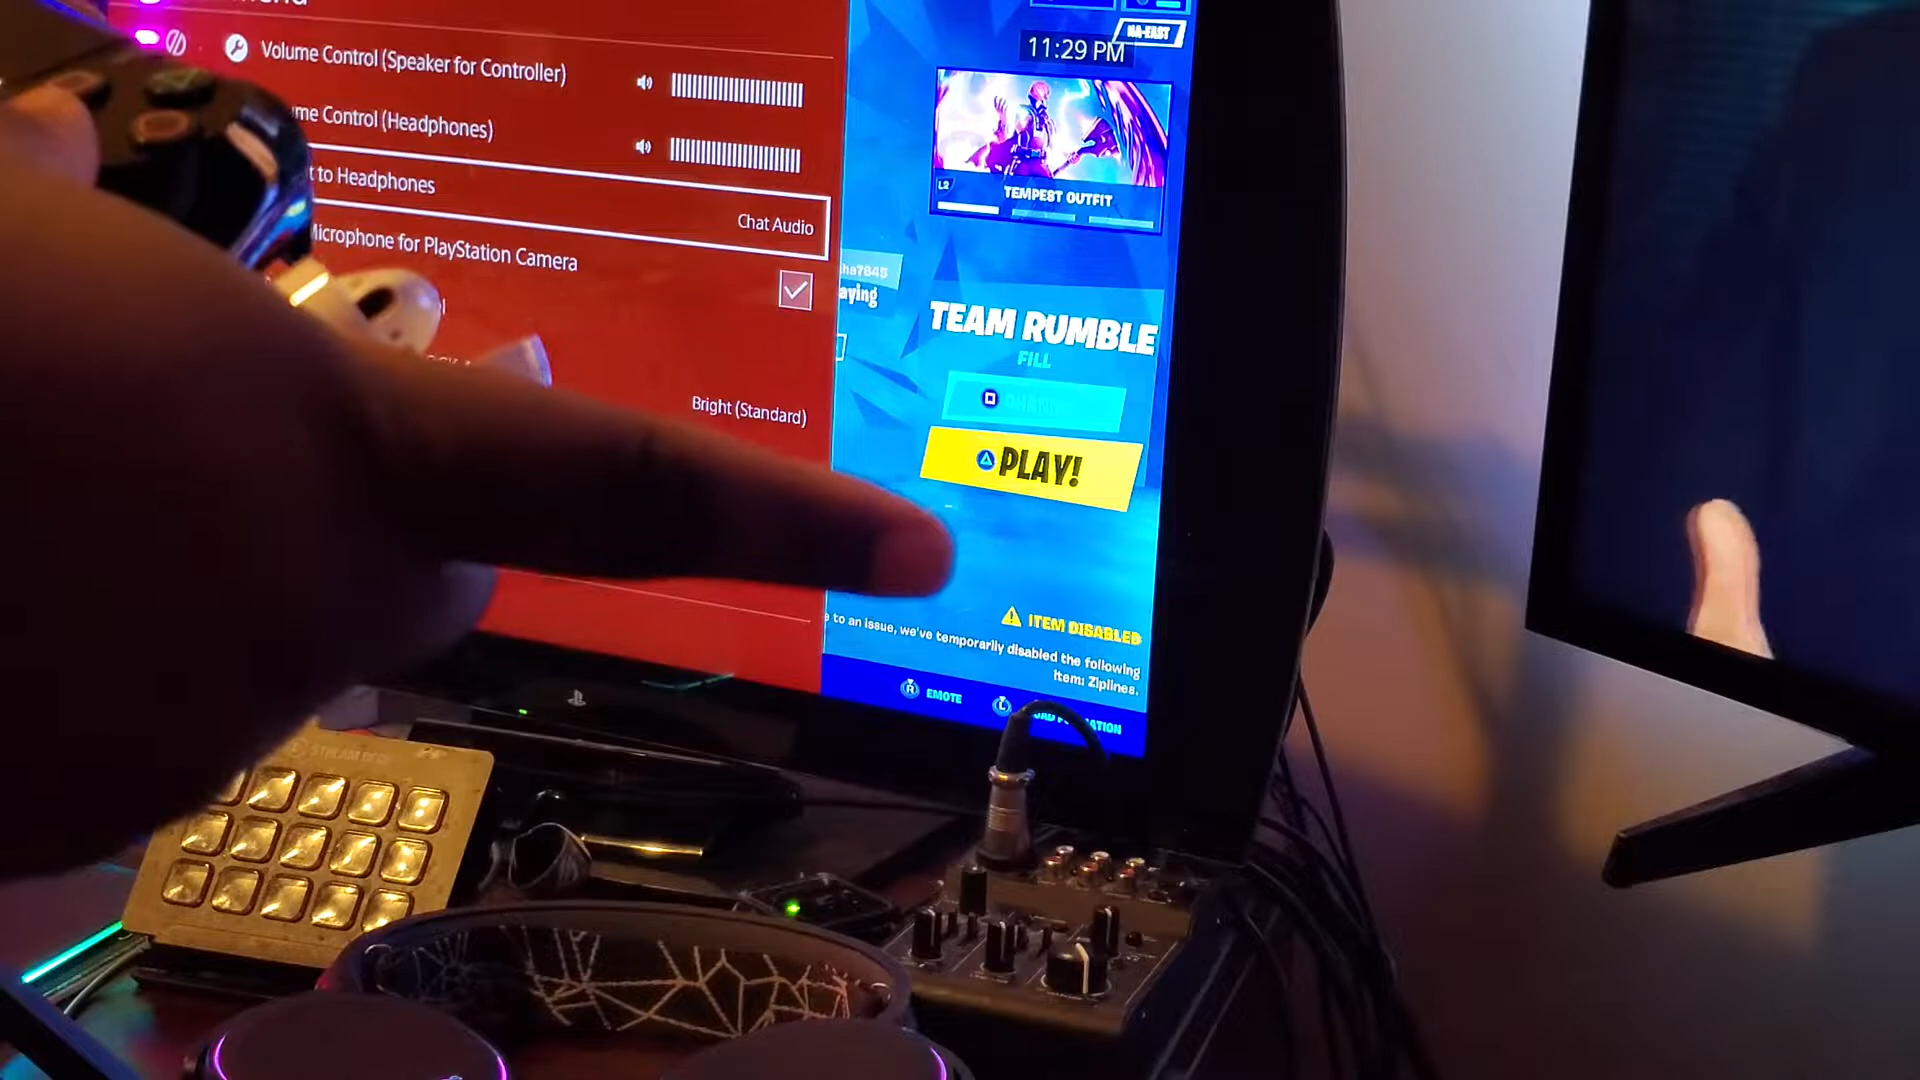 NA-EAST
11:29 PM
Volume Control (Speaker for Controller)
me Control (Headphones)
t to Headphones
Chat Audio
Microphone for PlayStation Camera
Bright (Standard)
L2
TEMPEST OUTFIT
ha7645
aying
TEAM RUMBLE
FILL
PLAY!
ITEM DISABLED
e to an issue, we've temporarily disabled the following
item: Ziplines.
R EMOTE
L
STREAM DECK